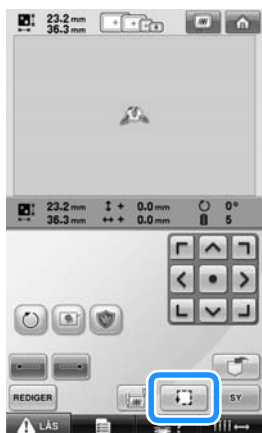 23.2 mm
36.3 mm
23.2 mm + 0.0 mm 0°
36.3 mm + 0.0 mm 5
REDIGER SY
LÅS ?